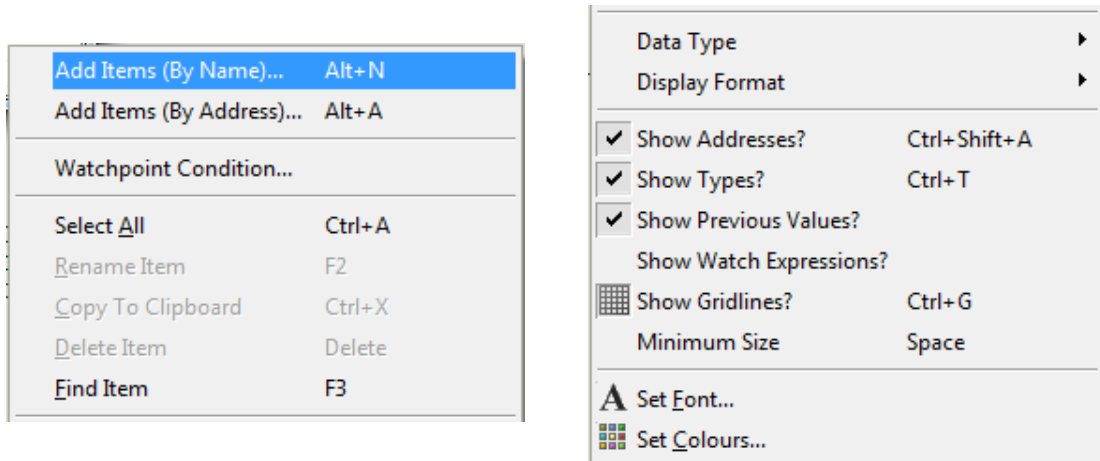 Add Items (By Name)... Alt+N
Add Items (By Address)... Alt+A
Watchpoint Condition...
Select All Ctrl+A
Rename Item F2
Copy To Clipboard Ctrl+X
Delete Item Delete
Find Item F3
Data Type
Display Format
Show Addresses? Ctrl+Shift+A
Show Types? Ctrl+T
Show Previous Values?
Show Watch Expressions?
Show Gridlines? Ctrl+G
Minimum Size Space
A Set Font...
Set Colours...